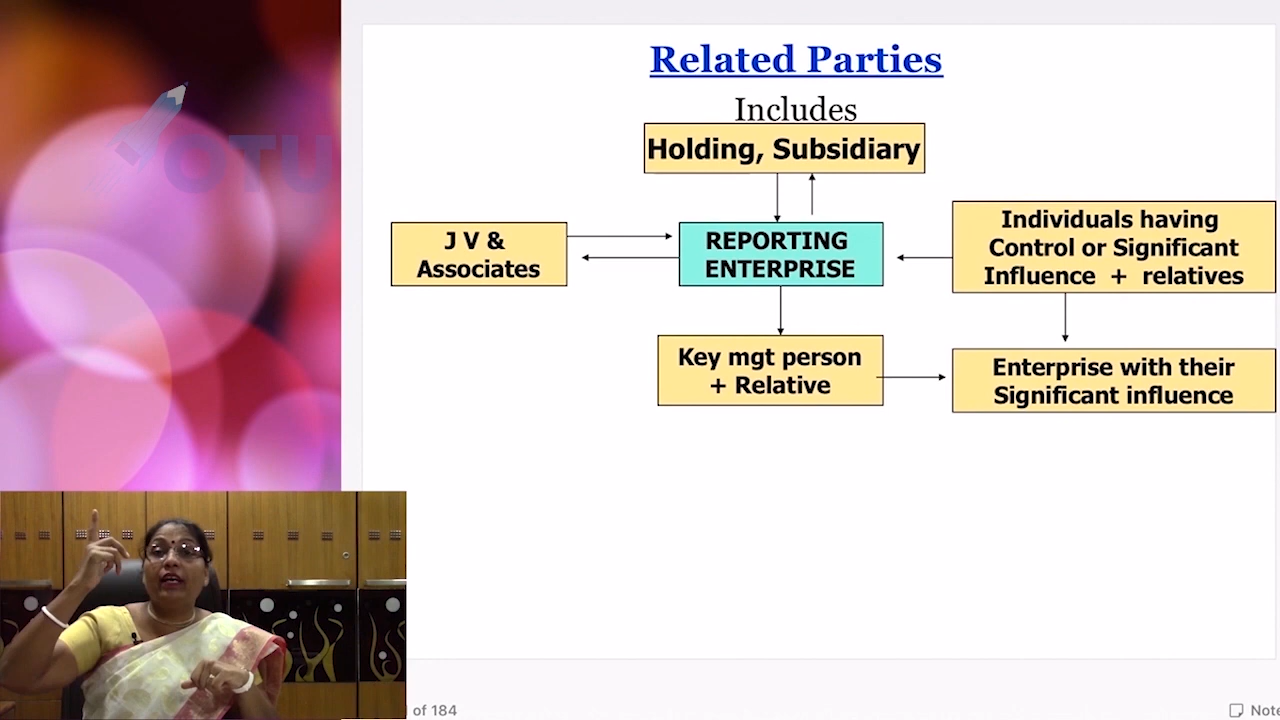 Related Parties
Includes
Holding, Subsidiary
J V &
Associates
REPORTING
ENTERPRISE
Individuals having
Control or Significant
Influence + relatives
Key mgt person
+ Relative
Enterprise with their
Significant influence
OTU
of 184
Note